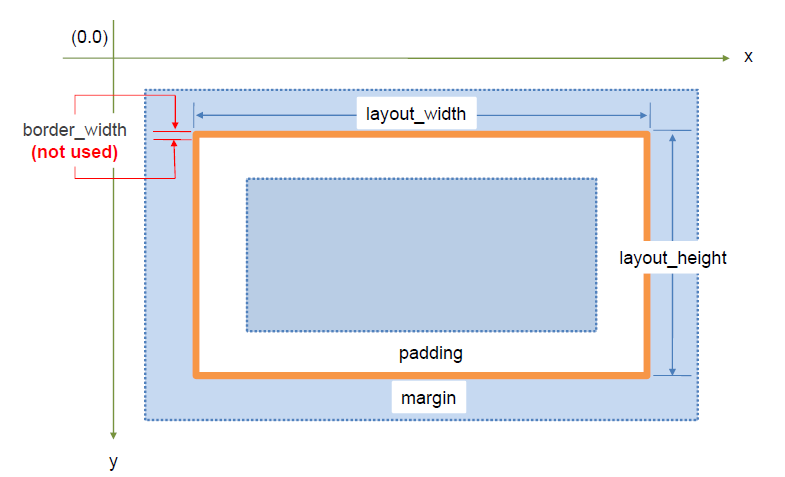 (0.0)
x
layout_width
border_width
(not used)
layout_height
padding
margin
y